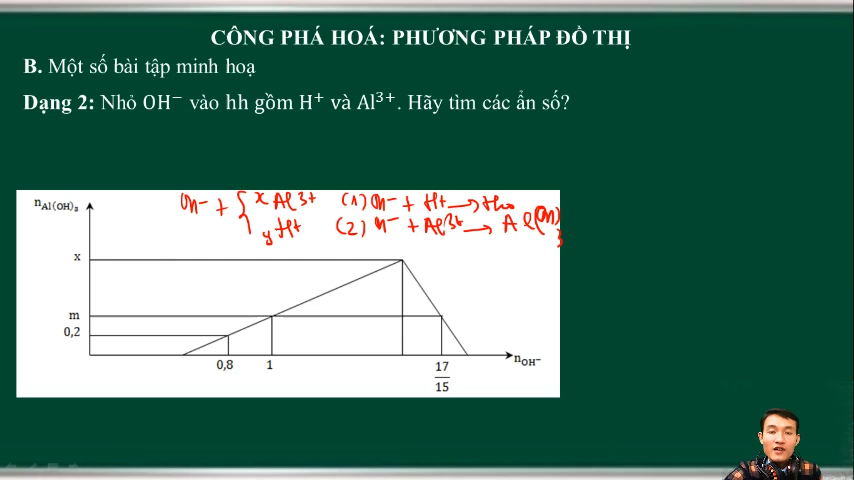 CÔNG PHÁ HOÁ: PHƯƠNG PHÁP ĐỒ THỊ
B. Một số bài tập minh hoạ
Dạng 2: Nhỏ OH⁻ vào hh gồm H⁺ và Al³⁺. Hãy tìm các ẩn số?
n Al(OH)₃
OH⁻ + { x Al³⁺ (1) OH⁻ + H⁺ → H₂O
y H⁺ (2) OH⁻ + Al³⁺ → Al(OH)₃
x
m
0,2
0,8 1 17/15
n OH⁻